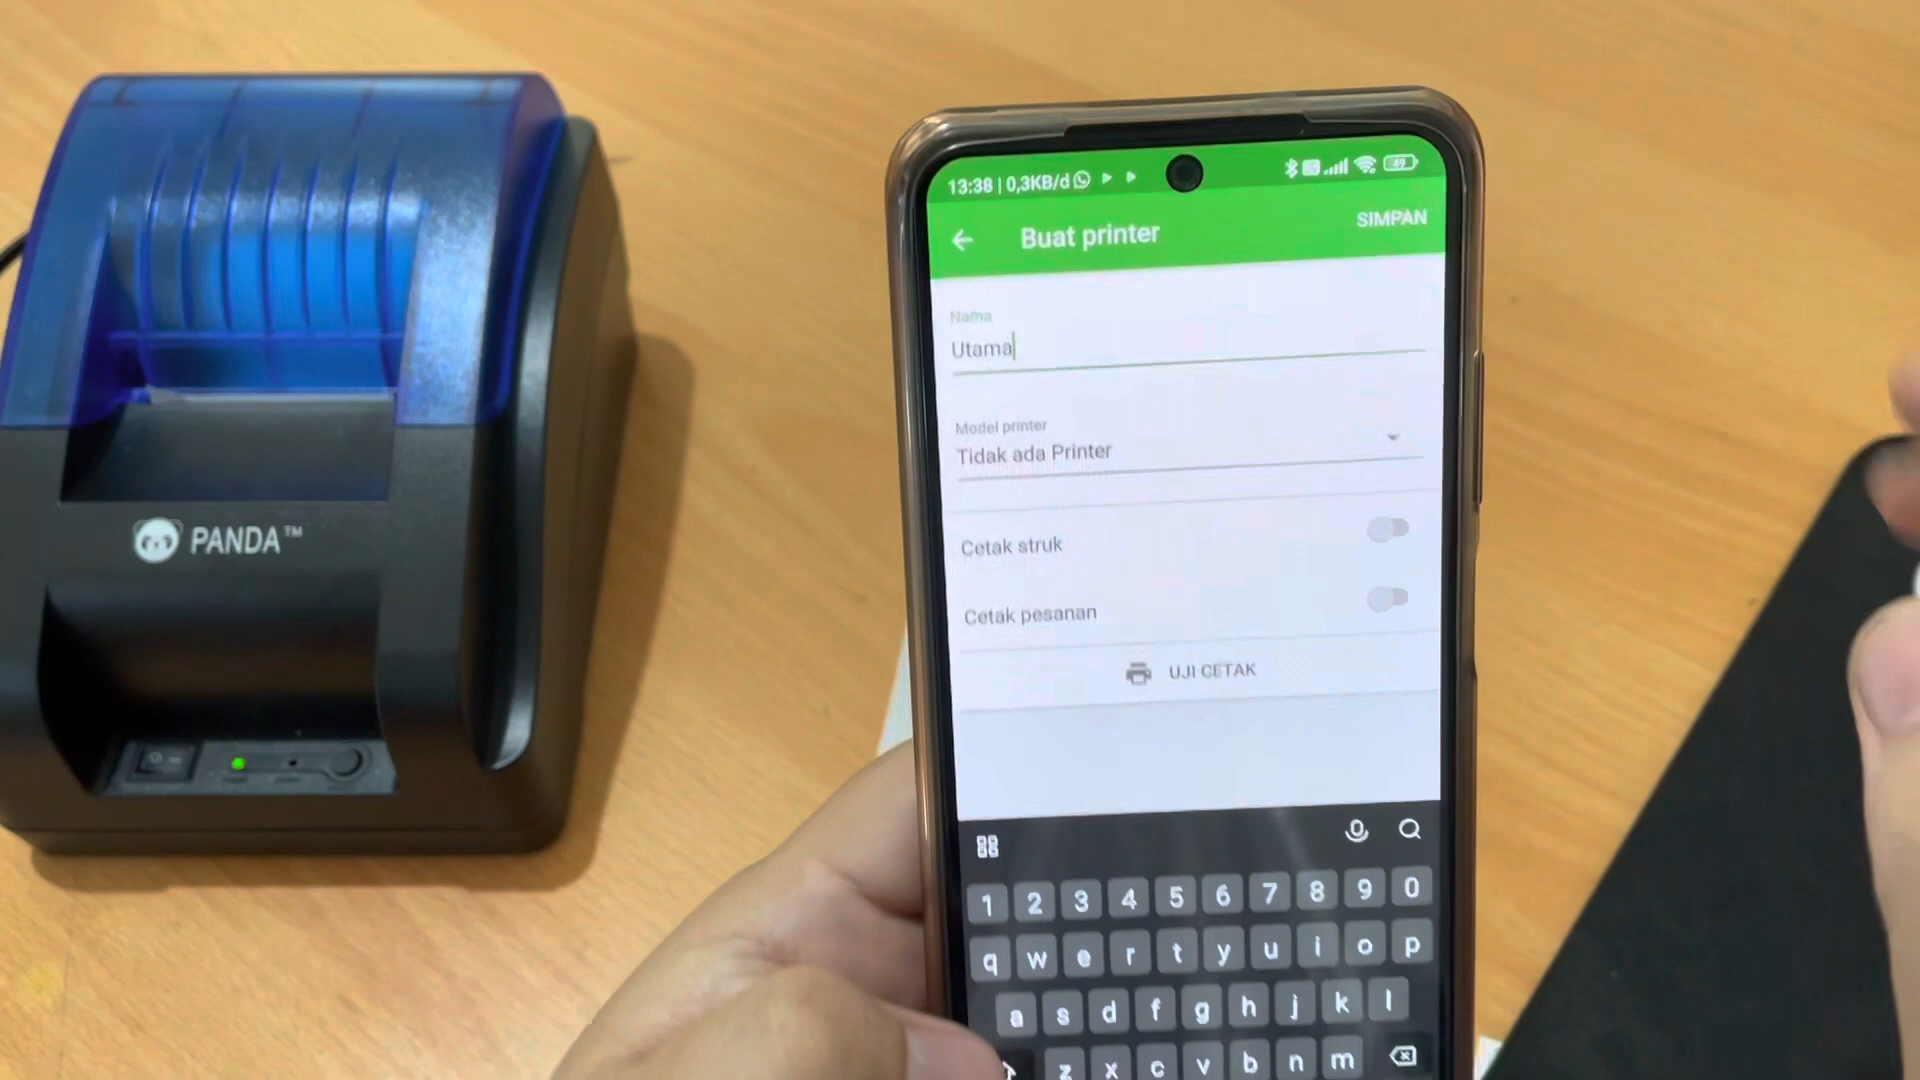 PANDA™
13:38 | 0,3KB/d
49
Buat printer
SIMPAN
Nama
Utama
Model printer
Tidak ada Printer
Cetak struk
Cetak pesanan
UJI CETAK
1 2 3 4 5 6 7 8 9 0
q w e r t y u i o p
a s d f g h j k l
z x c v b n m